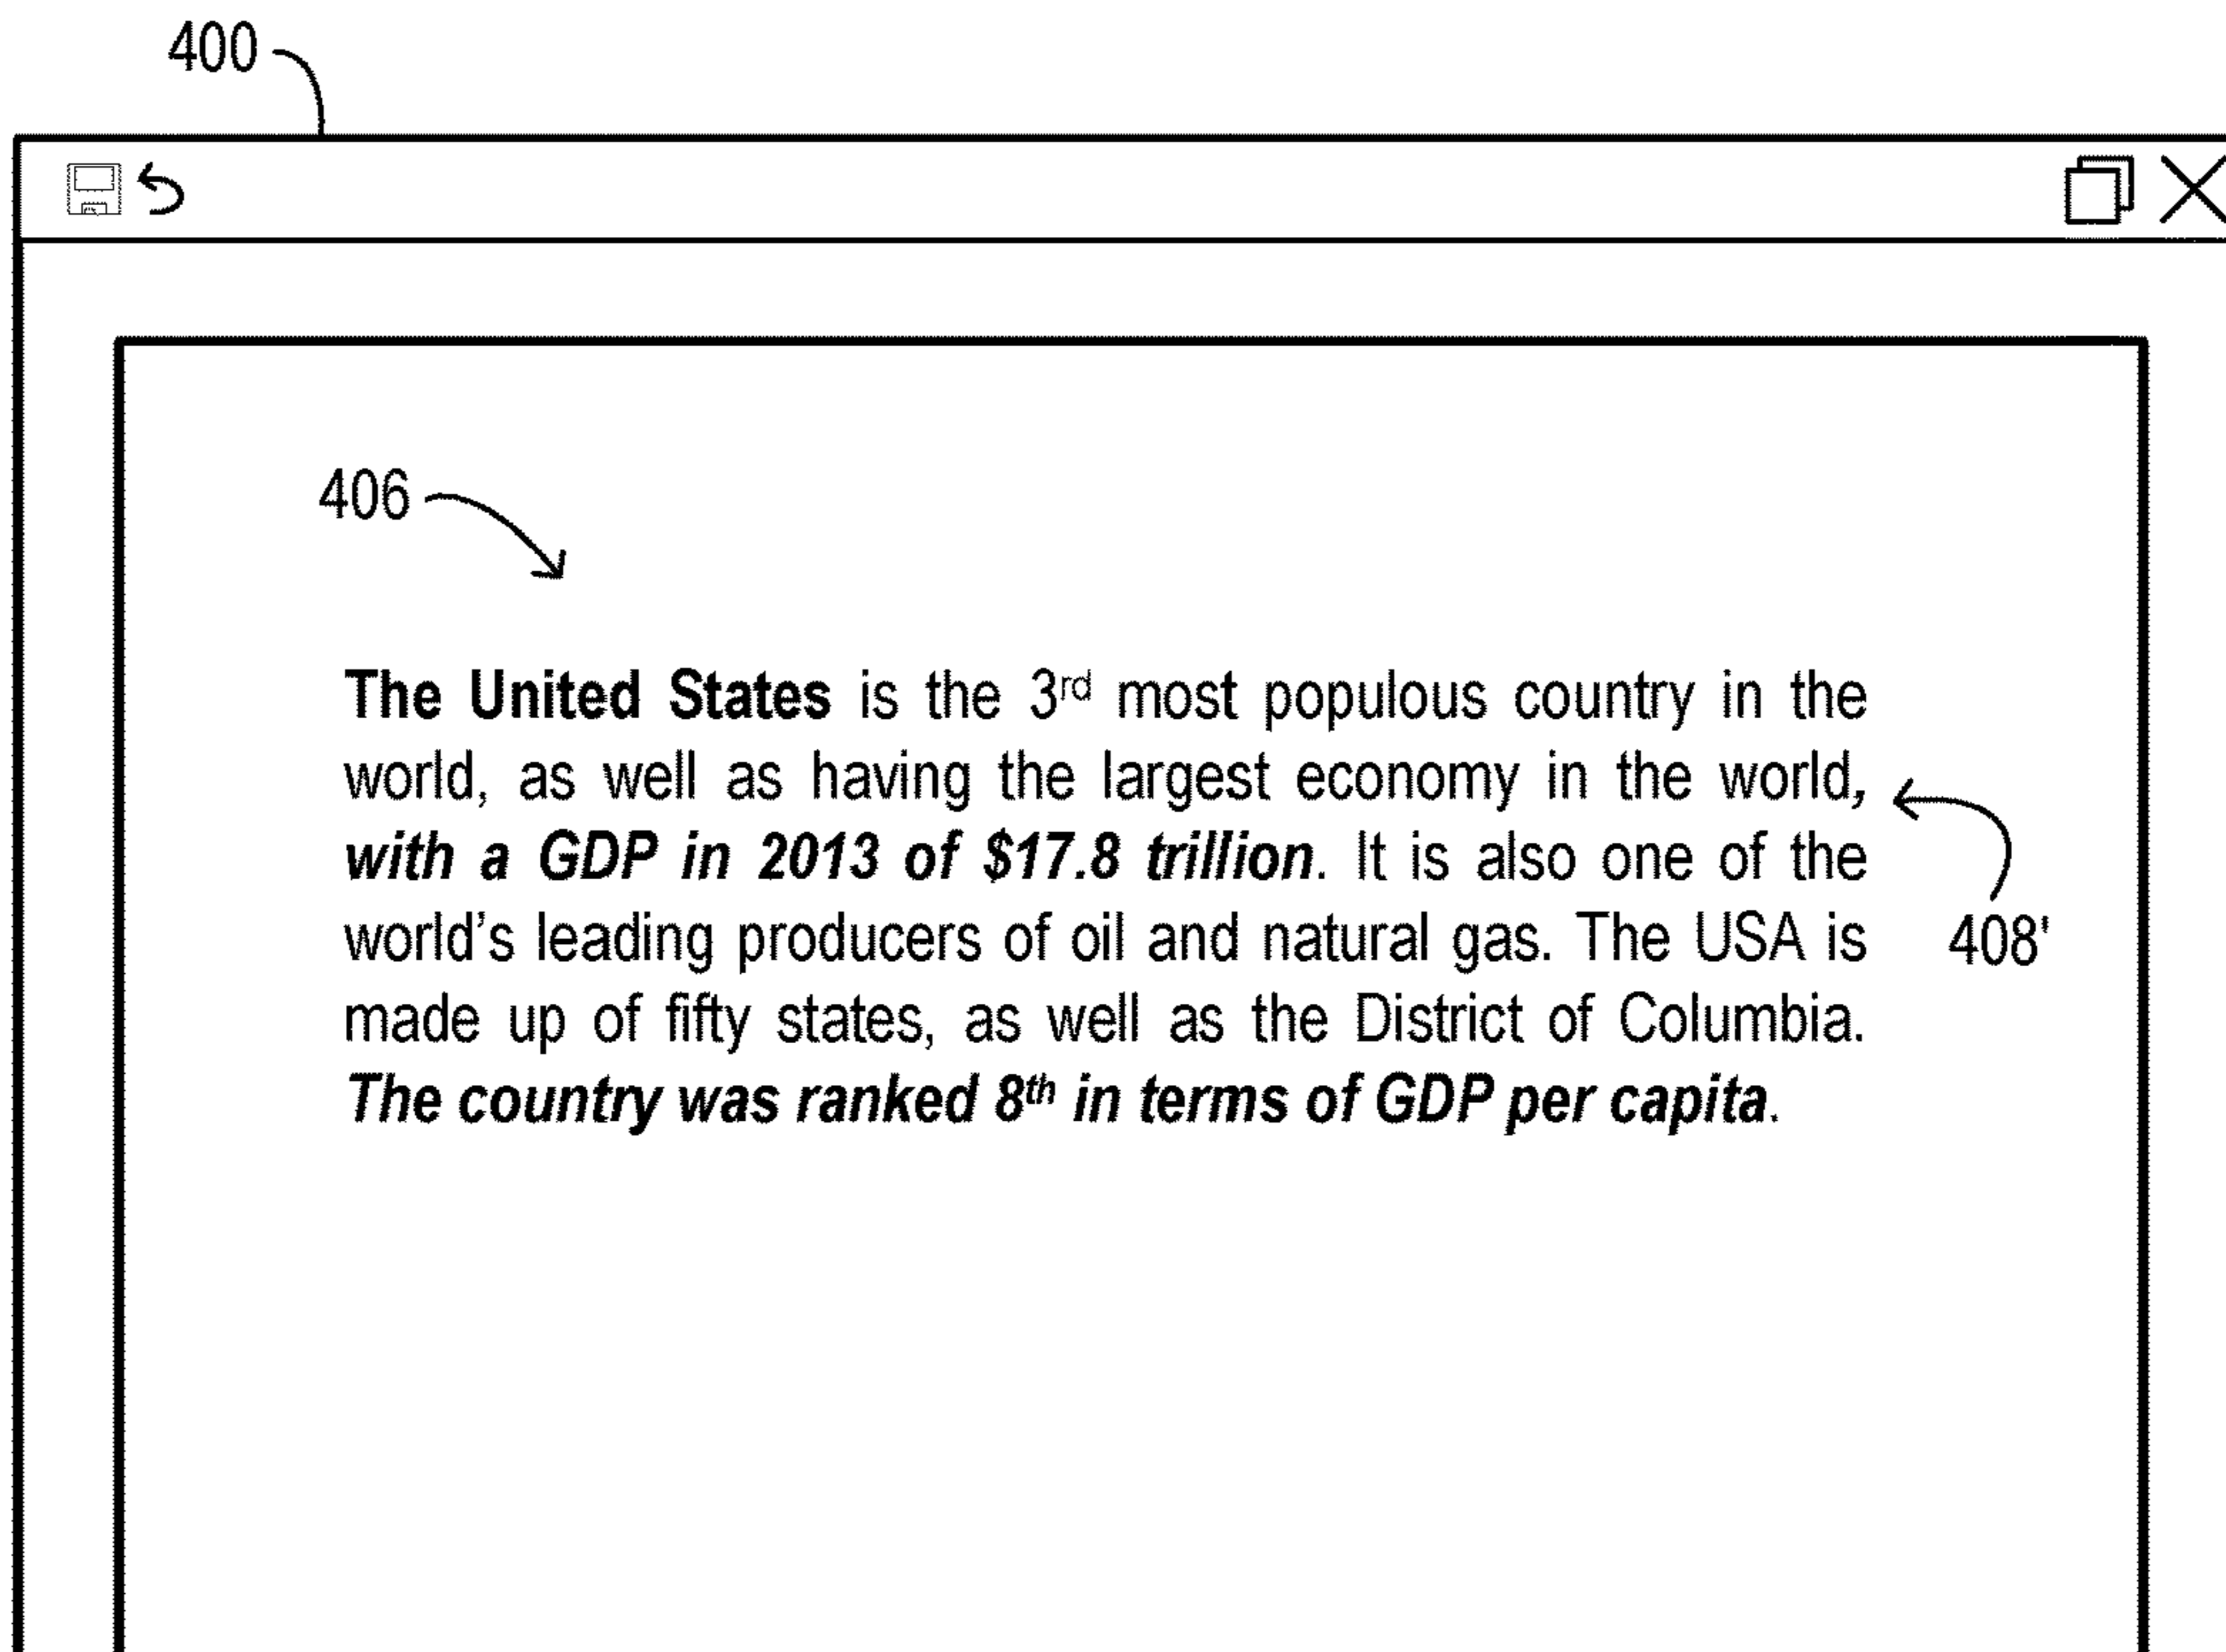 400
406
The United States is the 3rd most populous country in the
world, as well as having the largest economy in the world,
with a GDP in 2013 of $17.8 trillion. It is also one of the
world's leading producers of oil and natural gas. The USA is
408'
made up of fifty states, as well as the District of Columbia.
The country was ranked 8th in terms of GDP per capita.